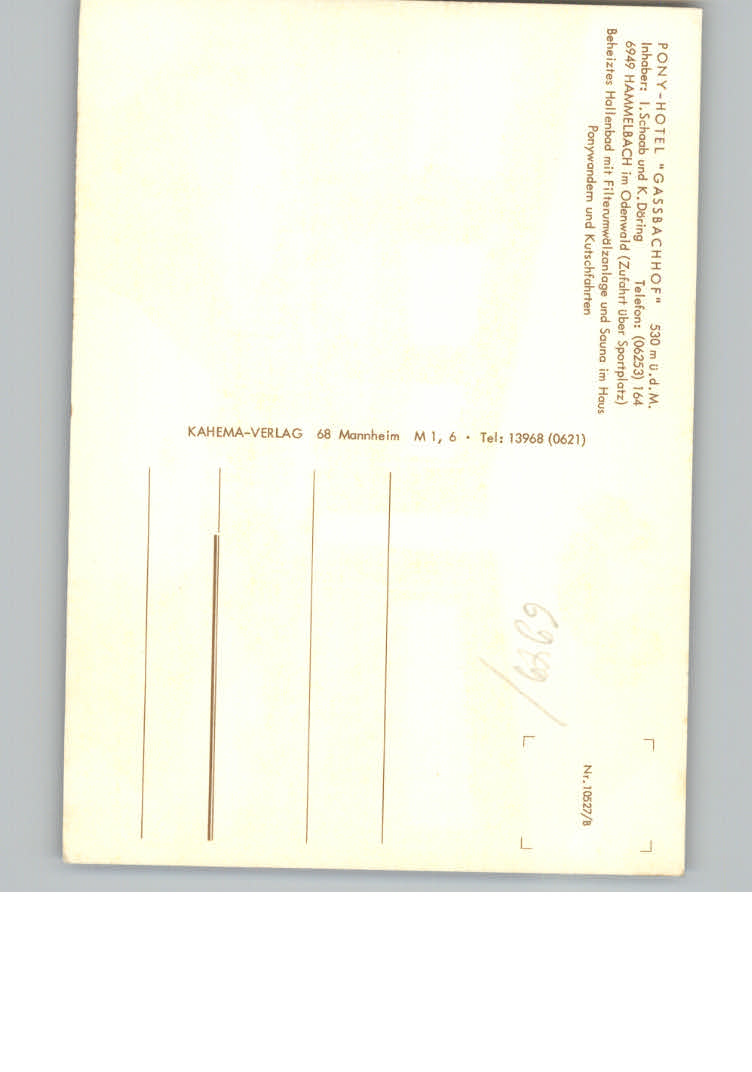 PONY-HOTEL "GASSBACHHOF" 530 m ü.d.M.
Inhaber: I.Schaab und K.Döring Telefon: (06253) 164
6949 HAMMELBACH im Odenwald (Zufahrt über Sportplatz)
Beheiztes Hallenbad mit Filterumwälzanlage und Sauna im Haus
Ponywandern und Kutschfahrten
KAHEMA-VERLAG 68 Mannheim M 1, 6 · Tel: 13968 (0621)
6949/
Nr. 10527/B